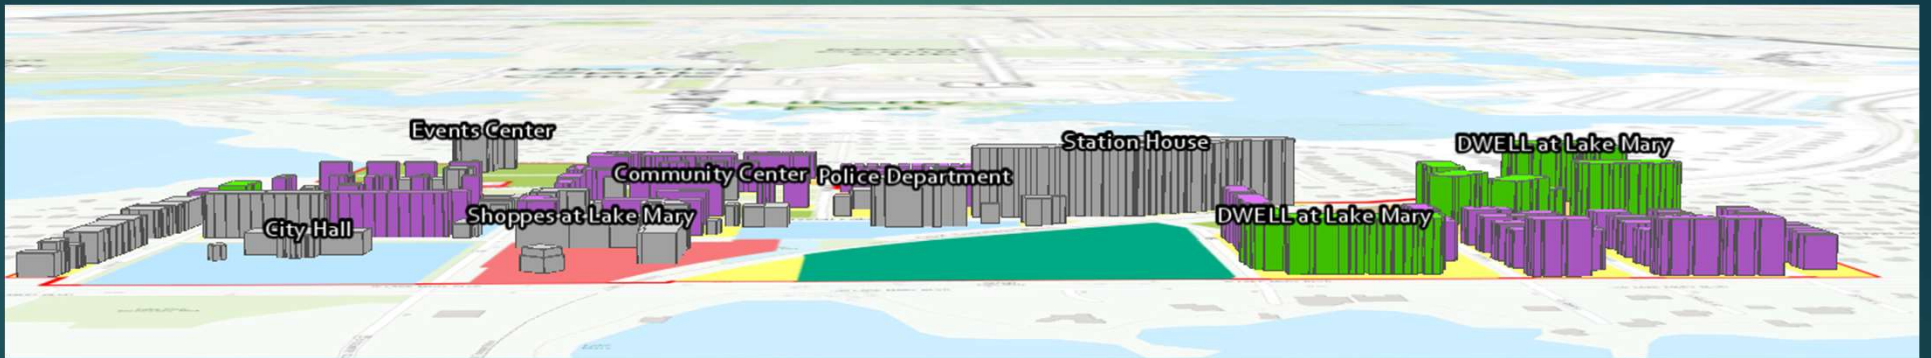 Events Center
Station House
DWELL at Lake Mary
Community Center
Police Department
Shoppes at Lake Mary
DWELL at Lake Mary
City Hall